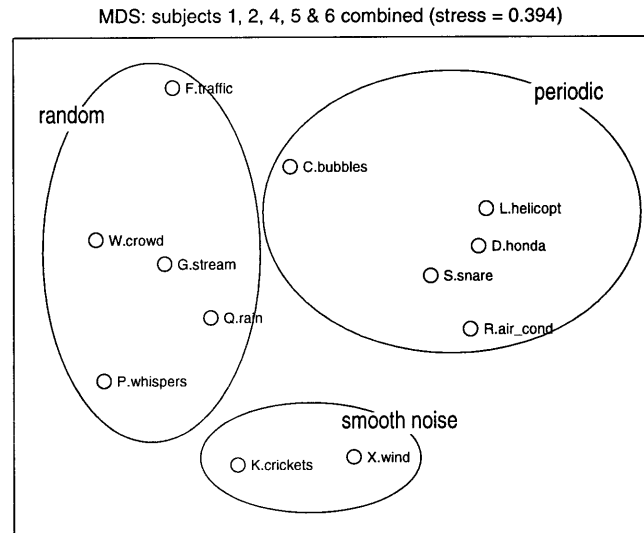 MDS: subjects 1, 2, 4, 5 & 6 combined (stress = 0.394)
F.traffic
periodic
random
C.bubbles
L.helicopt
W.crowd
D.honda
G.stream
S.snare
Q.rain
R.air_cond
P.whispers
smooth noise
K.crickets
X.wind